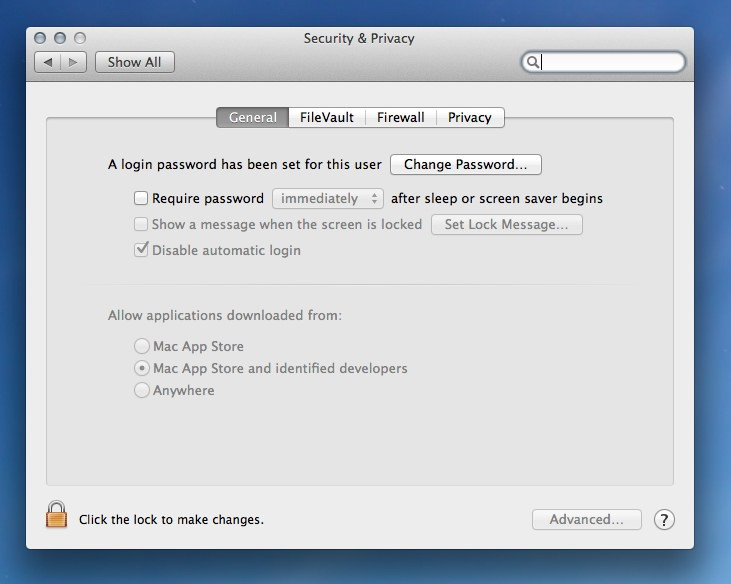 Security & Privacy
Show All
General FileVault Firewall Privacy
A login password has been set for this user Change Password...
Require password immediately after sleep or screen saver begins
Show a message when the screen is locked Set Lock Message...
Disable automatic login
Allow applications downloaded from:
Mac App Store
Mac App Store and identified developers
Anywhere
Click the lock to make changes. Advanced... ?